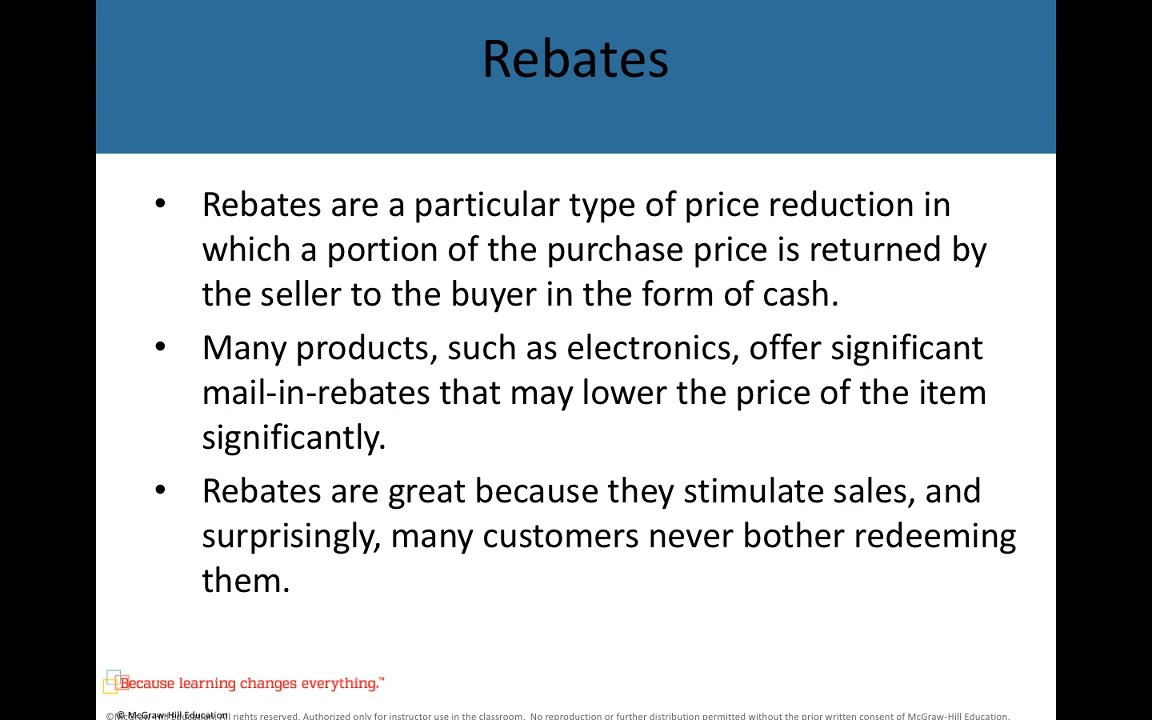 Rebates
• Rebates are a particular type of price reduction in
which a portion of the purchase price is returned by
the seller to the buyer in the form of cash.
• Many products, such as electronics, offer significant
mail-in-rebates that may lower the price of the item
significantly.
• Rebates are great because they stimulate sales, and
surprisingly, many customers never bother redeeming
them.
Because learning changes everything.™
© McGraw-Hill Education
©McGraw-Hill Education. All rights reserved. Authorized only for instructor use in the classroom. No reproduction or further distribution permitted without the prior written consent of McGraw-Hill Education.